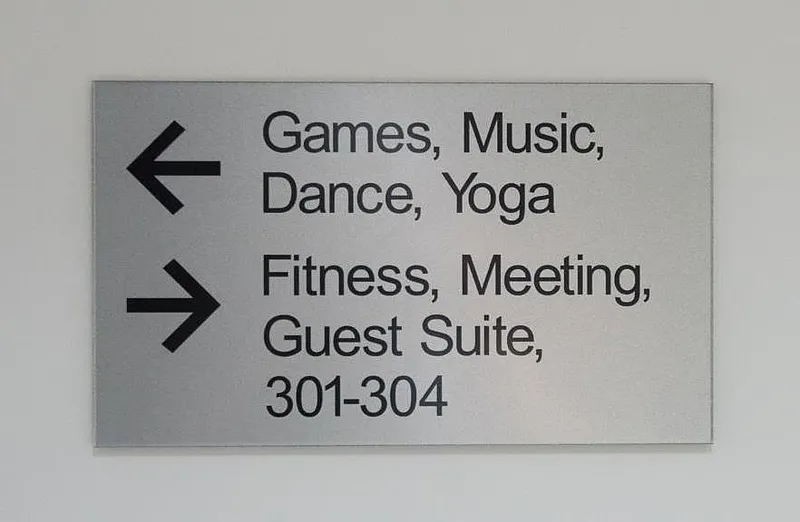 Games, Music,
Dance, Yoga
Fitness, Meeting,
Guest Suite,
301-304